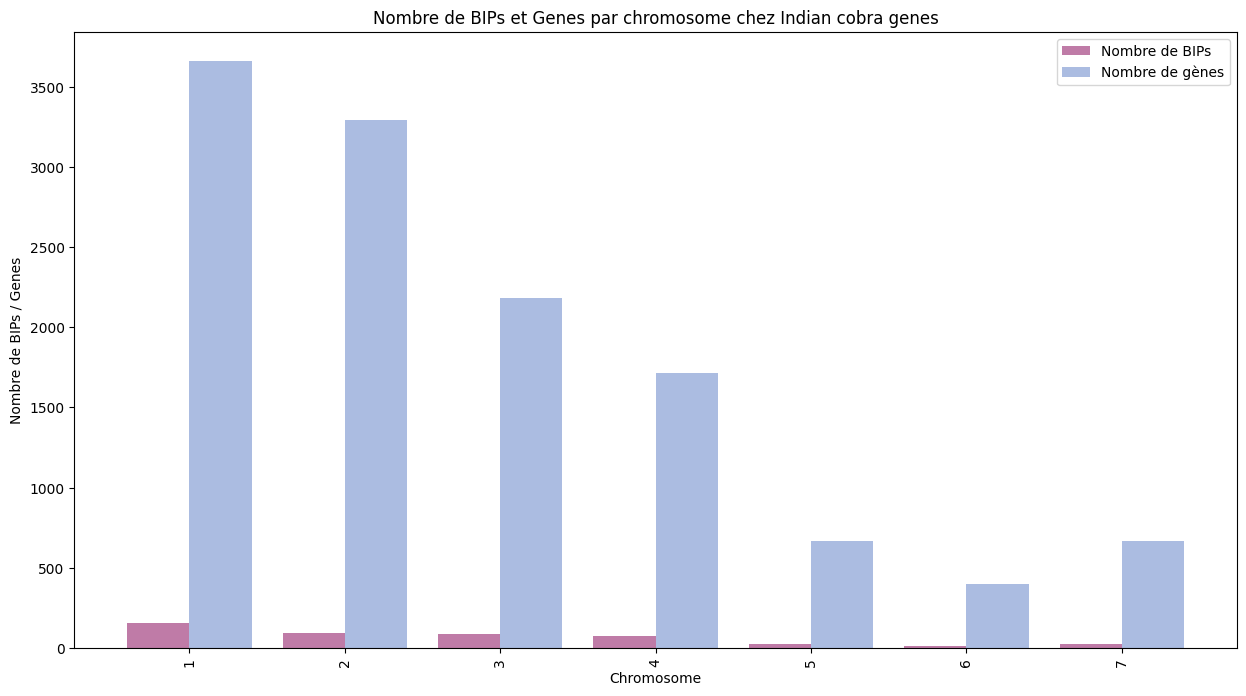 Nombre de BIPs et Genes par chromosome chez Indian cobra genes
Nombre de BIPs
Nombre de gènes
Nombre de BIPs / Genes
3500
3000
2500
2000
1500
1000
500
0
1 2 3 4 5 6 7
Chromosome